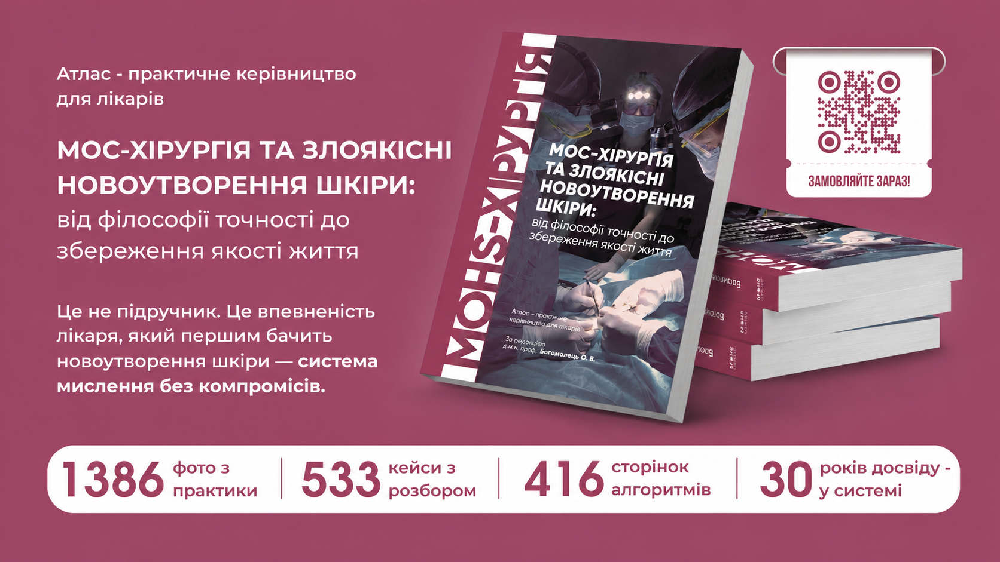 Атлас - практичне керівництво
для лікарів
МОС-ХІРУРГІЯ ТА ЗЛОЯКІСНІ
НОВОУТВОРЕННЯ ШКІРИ:
від філософії точності до
збереження якості життя
Це не підручник. Це впевненість
лікаря, який першим бачить
новоутворення шкіри — система
мислення без компромісів.
MOHS-ХІРУРГІЯ
МОС-ХІРУРГІЯ
ТА ЗЛОЯКІСНІ
НОВОУТВОРЕННЯ
ШКІРИ:
від філософії точності до
збереження якості життя
Атлас – практичне
керівництво для лікарів
За редакцією
д.м.н. проф. Богомолець О. В.
ЗАМОВЛЯЙТЕ ЗАРАЗ!
MOHS
1386 фото з
практики
533 кейси з
розбором
416 сторінок
алгоритмів
30 років досвіду -
у системі